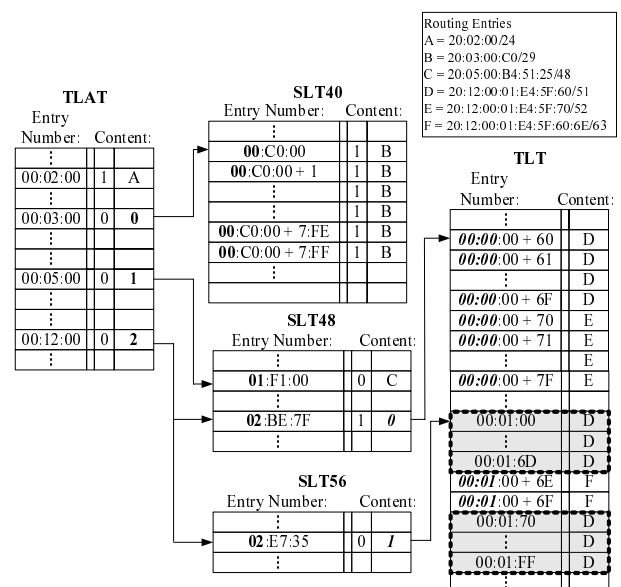 Routing Entries
A = 20:02:00/24
B = 20:03:00:C0/29
C = 20:05:00:B4:51:25/48
D = 20:12:00:01:E4:5F:60/51
E = 20:12:00:01:E4:5F:70/52
F = 20:12:00:01:E4:5F:60:6E/63
TLAT
Entry
Number: Content:
⋮
00:02:00 1 A
⋮
00:03:00 0 0
⋮
⋮
00:05:00 0 1
⋮
⋮
00:12:00 0 2
⋮
SLT40
Entry Number: Content:
⋮
00:C0:00 1 B
00:C0:00 + 1 1 B
⋮ 1 B
⋮ 1 B
00:C0:00 + 7:FE 1 B
00:C0:00 + 7:FF 1 B
⋮
SLT48
Entry Number: Content:
⋮
01:F1:00 0 C
⋮
02:BE:7F 1 0
⋮
SLT56
Entry Number: Content:
⋮
02:E7:35 0 1
⋮
TLT
Entry
Number: Content:
⋮
00:00:00 + 60 D
00:00:00 + 61 D
⋮ D
00:00:00 + 6F D
00:00:00 + 70 E
00:00:00 + 71 E
⋮ E
00:00:00 + 7F E
⋮
00:01:00 D
⋮ D
00:01:6D D
00:01:00 + 6E F
00:01:00 + 6F F
00:01:70 D
⋮ D
00:01:FF D